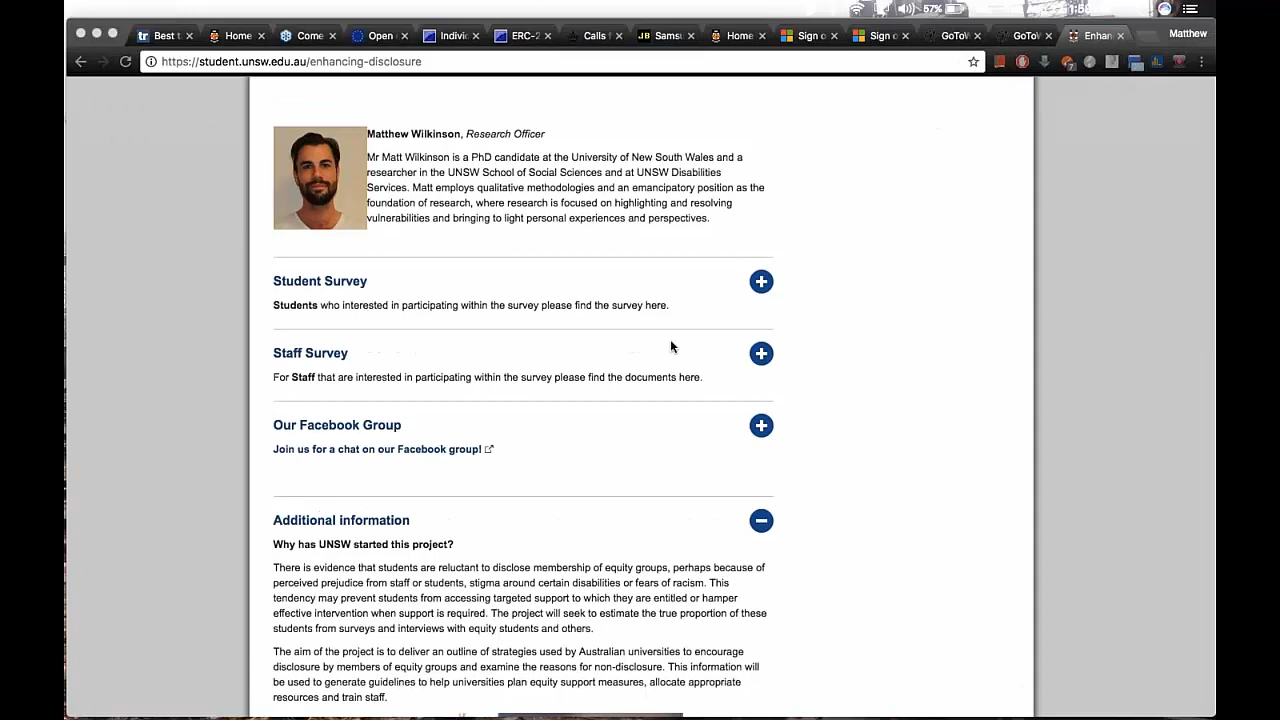 57%
Best t
Home
Come
Open
Indivic
ERC-2
Calls f
JB Samsu
Home
Sign o
Sign o
GoToW
GoToW
Enhan
Matthew
https://student.unsw.edu.au/enhancing-disclosure
Matthew Wilkinson, Research Officer
Mr Matt Wilkinson is a PhD candidate at the University of New South Wales and a
researcher in the UNSW School of Social Sciences and at UNSW Disabilities
Services. Matt employs qualitative methodologies and an emancipatory position as the
foundation of research, where research is focused on highlighting and resolving
vulnerabilities and bringing to light personal experiences and perspectives.
Student Survey
Students who interested in participating within the survey please find the survey here.
Staff Survey
For Staff that are interested in participating within the survey please find the documents here.
Our Facebook Group
Join us for a chat on our Facebook group!
Additional information
Why has UNSW started this project?
There is evidence that students are reluctant to disclose membership of equity groups, perhaps because of
perceived prejudice from staff or students, stigma around certain disabilities or fears of racism. This
tendency may prevent students from accessing targeted support to which they are entitled or hamper
effective intervention when support is required. The project will seek to estimate the true proportion of these
students from surveys and interviews with equity students and others.
The aim of the project is to deliver an outline of strategies used by Australian universities to encourage
disclosure by members of equity groups and examine the reasons for non-disclosure. This information will
be used to generate guidelines to help universities plan equity support measures, allocate appropriate
resources and train staff.